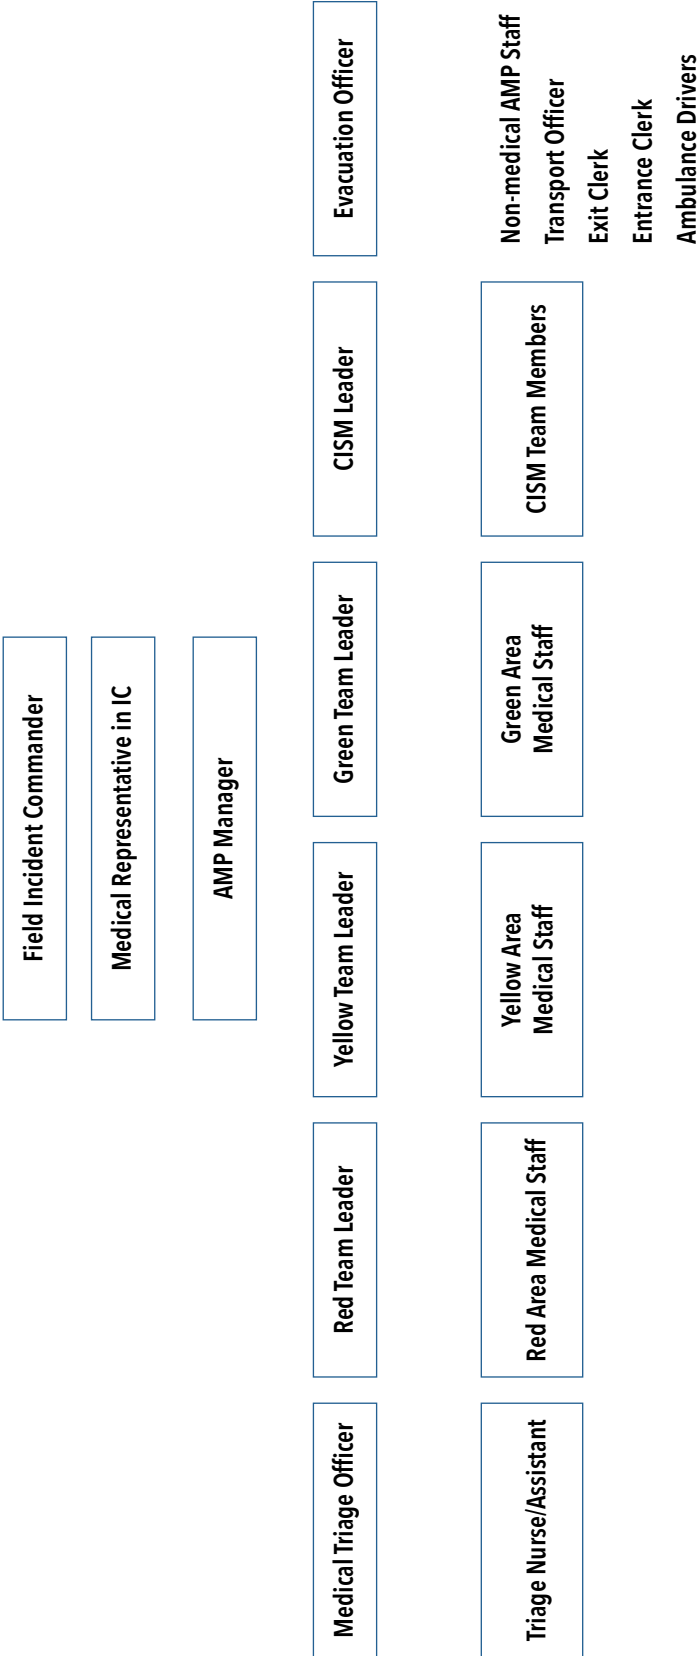 Field Incident Commander
Medical Representative in IC
AMP Manager
Medical Triage Officer
Red Team Leader
Yellow Team Leader
Green Team Leader
CISM Leader
Evacuation Officer
Triage Nurse/Assistant
Red Area Medical Staff
Yellow Area
Medical Staff
Green Area
Medical Staff
CISM Team Members
Non-medical AMP Staff
Transport Officer
Exit Clerk
Entrance Clerk
Ambulance Drivers